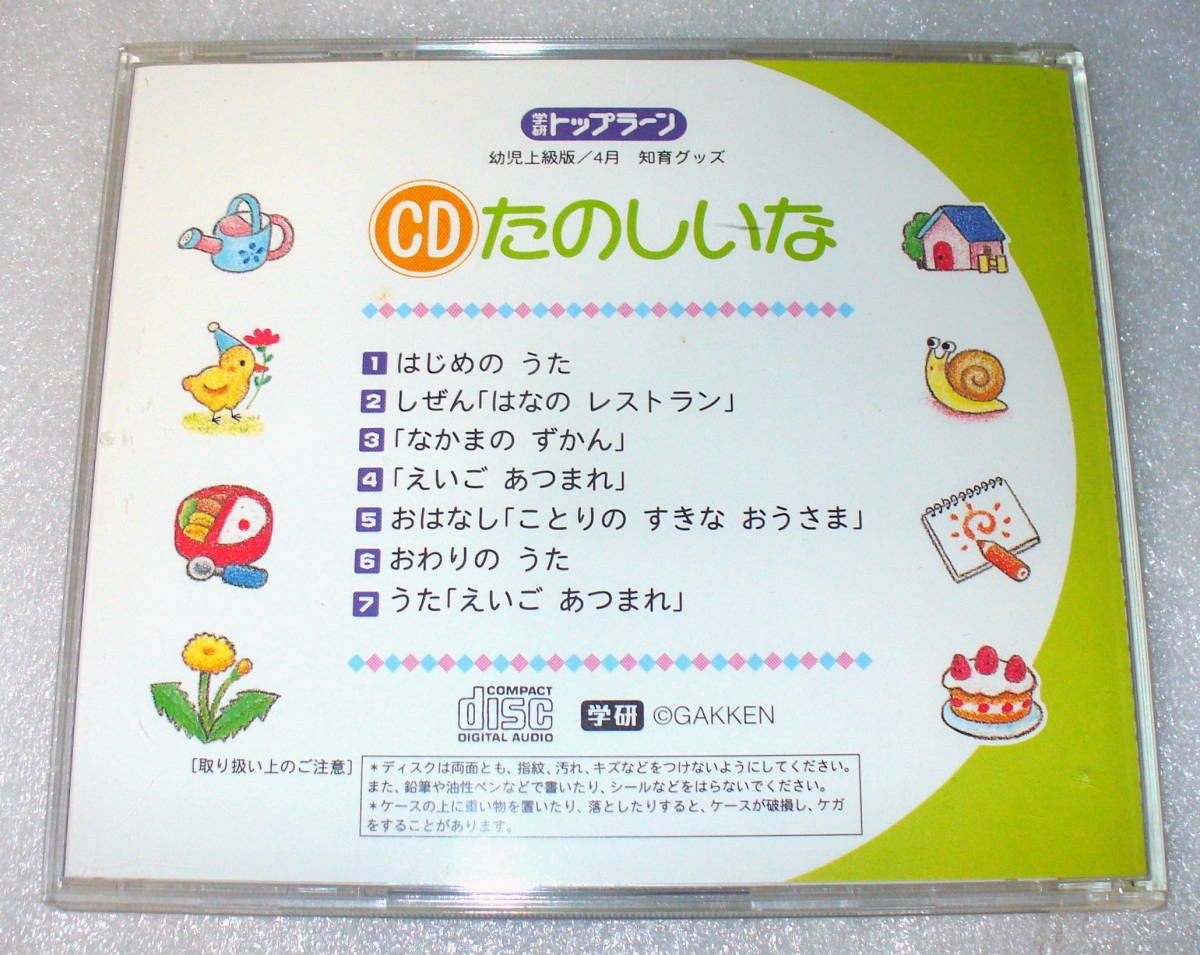 学研トップラーン
幼児上級版／4月 知育グッズ
CDたのしいな
1 はじめの うた
2 しぜん「はなの レストラン」
3 「なかまの ずかん」
4 「えいご あつまれ」
5 おはなし「ことりの すきな おうさま」
6 おわりの うた
7 うた「えいご あつまれ」
COMPACT
disc
DIGITAL AUDIO
学研 ©GAKKEN
［取り扱い上のご注意］
＊ディスクは両面とも、指紋、汚れ、キズなどをつけないようにしてください。
また、鉛筆や油性ペンなどで書いたり、シールなどをはらないでください。
＊ケースの上に重い物を置いたり、落としたりすると、ケースが破損し、ケガ
をすることがあります。